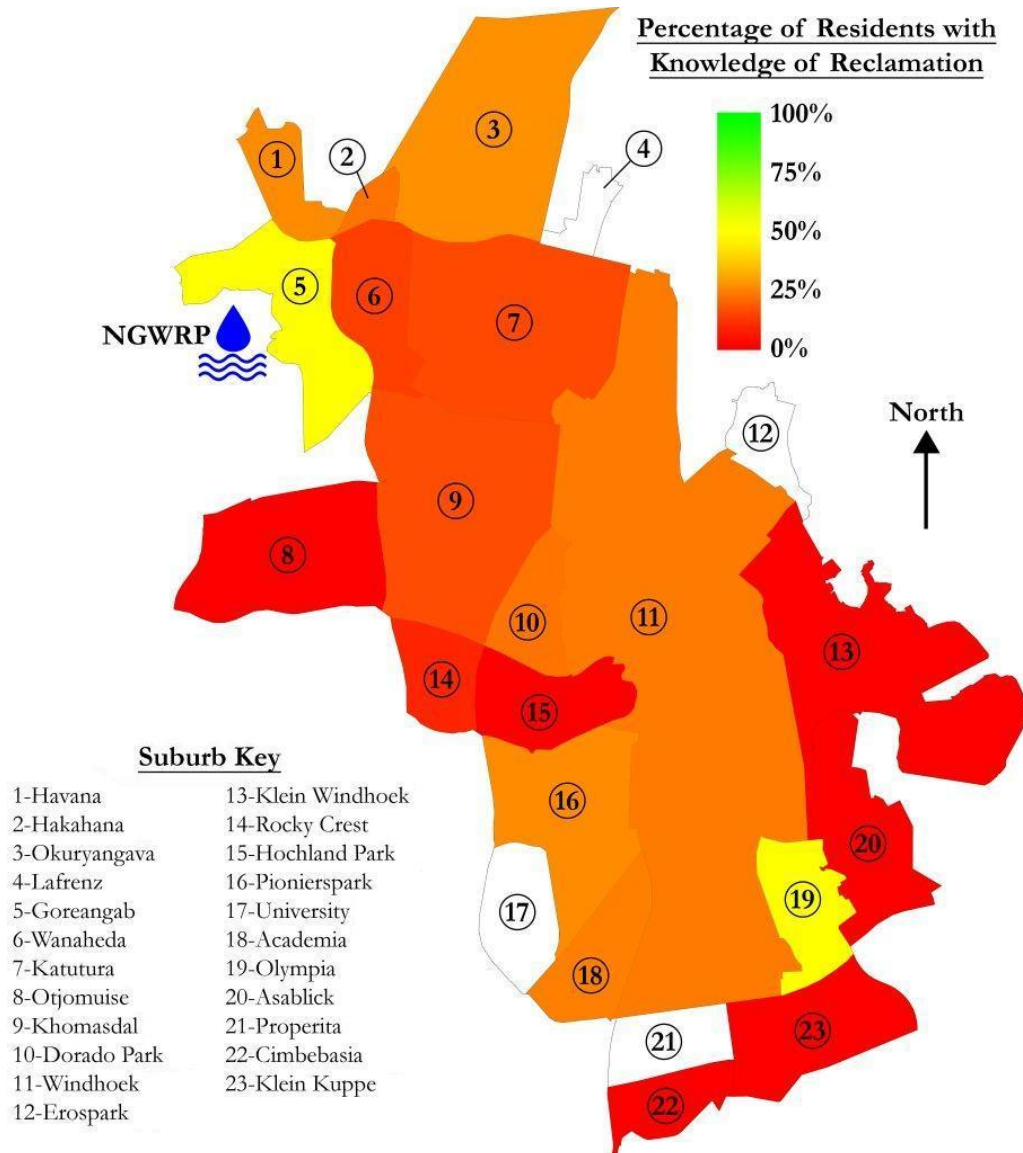 Percentage of Residents with
Knowledge of Reclamation
100%
75%
50%
25%
0%
1
2
3
4
5
6
7
NGWRP
8
9
10
11
12
North
13
14
15
16
17
18
19
20
21
22
23
Suburb Key
1-Havana
2-Hakahana
3-Okuryangava
4-Lafrenz
5-Goreangab
6-Wanaheda
7-Katutura
8-Otjomuise
9-Khomasdal
10-Dorado Park
11-Windhoek
12-Erospark
13-Klein Windhoek
14-Rocky Crest
15-Hochland Park
16-Pionierspark
17-University
18-Academia
19-Olympia
20-Asablick
21-Properita
22-Cimbebasia
23-Klein Kuppe